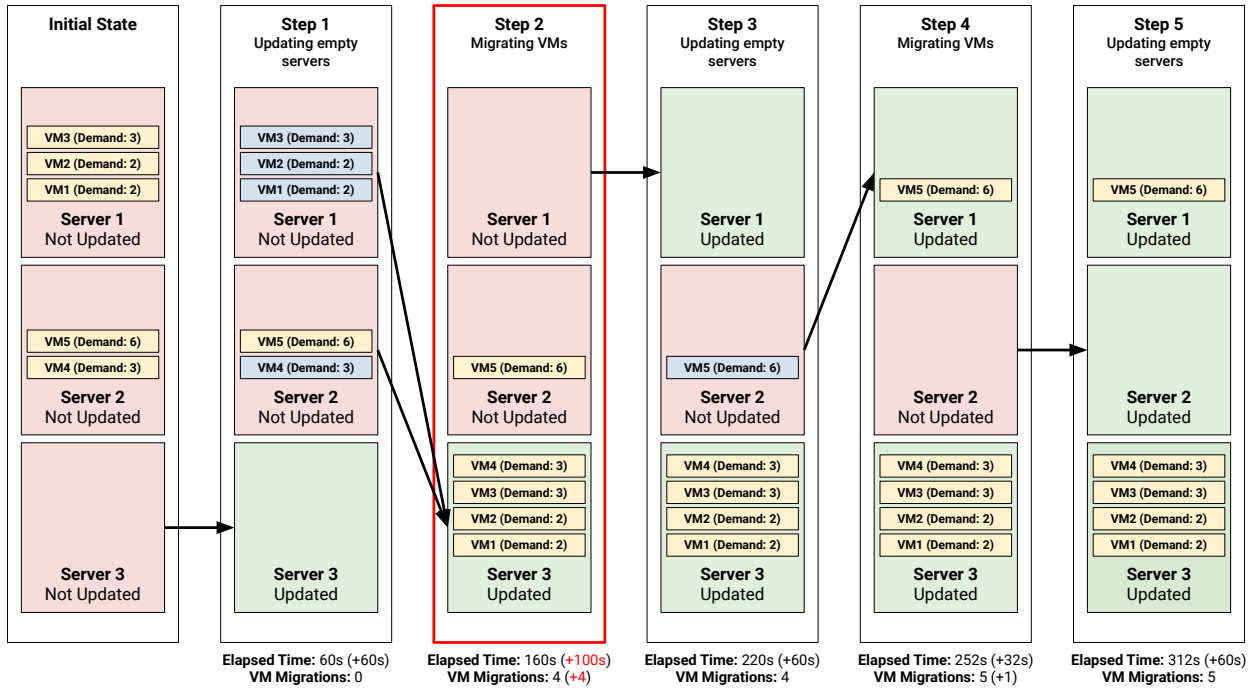 Initial State
VM3 (Demand: 3)
VM2 (Demand: 2)
VM1 (Demand: 2)
Server 1
Not Updated
VM5 (Demand: 6)
VM4 (Demand: 3)
Server 2
Not Updated
Server 3
Not Updated
Step 1
Updating empty
servers
VM3 (Demand: 3)
VM2 (Demand: 2)
VM1 (Demand: 2)
Server 1
Not Updated
VM5 (Demand: 6)
VM4 (Demand: 3)
Server 2
Not Updated
Server 3
Updated
Elapsed Time: 60s (+60s)
VM Migrations: 0
Step 2
Migrating VMs
Server 1
Not Updated
VM5 (Demand: 6)
Server 2
Not Updated
VM4 (Demand: 3)
VM3 (Demand: 3)
VM2 (Demand: 2)
VM1 (Demand: 2)
Server 3
Updated
Elapsed Time: 160s (+100s)
VM Migrations: 4 (+4)
Step 3
Updating empty
servers
Server 1
Updated
VM5 (Demand: 6)
Server 2
Not Updated
VM4 (Demand: 3)
VM3 (Demand: 3)
VM2 (Demand: 2)
VM1 (Demand: 2)
Server 3
Updated
Elapsed Time: 220s (+60s)
VM Migrations: 4
Step 4
Migrating VMs
VM5 (Demand: 6)
Server 1
Updated
Server 2
Not Updated
VM4 (Demand: 3)
VM3 (Demand: 3)
VM2 (Demand: 2)
VM1 (Demand: 2)
Server 3
Updated
Elapsed Time: 252s (+32s)
VM Migrations: 5 (+1)
Step 5
Updating empty
servers
VM5 (Demand: 6)
Server 1
Updated
Server 2
Updated
VM4 (Demand: 3)
VM3 (Demand: 3)
VM2 (Demand: 2)
VM1 (Demand: 2)
Server 3
Updated
Elapsed Time: 312s (+60s)
VM Migrations: 5